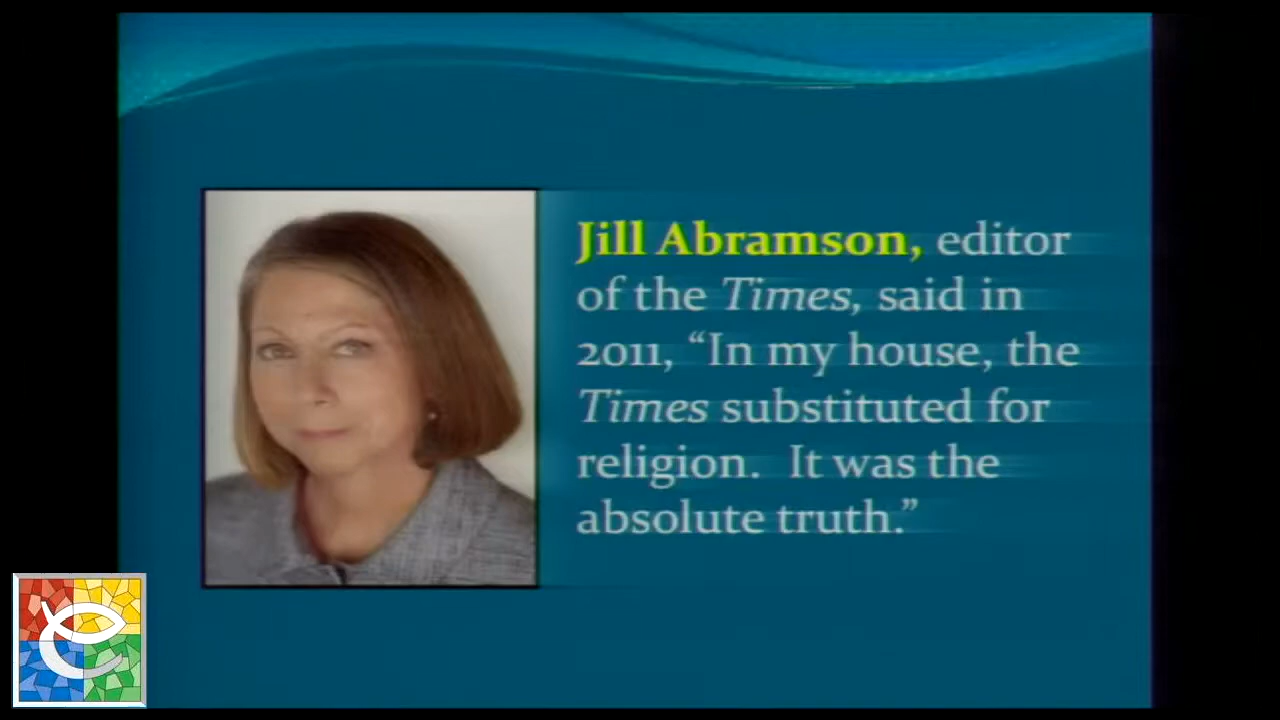 Jill Abramson, editor
of the Times, said in
2011, “In my house, the
Times substituted for
religion.  It was the
absolute truth.”